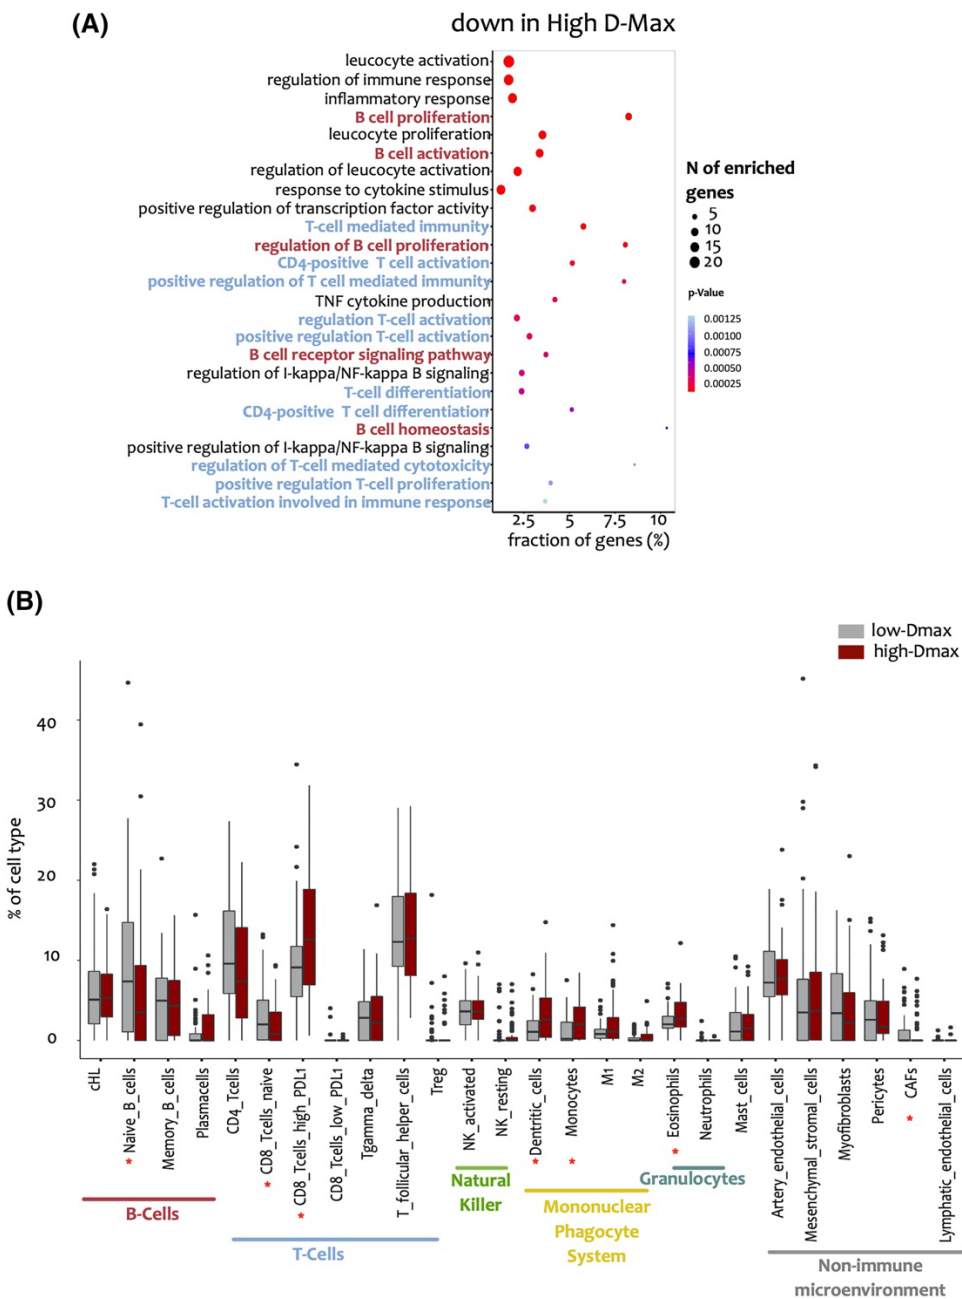 (A)
down in High D-Max
leucocyte activation
regulation of immune response
inflammatory response
B cell proliferation
leucocyte proliferation
B cell activation
regulation of leucocyte activation
response to cytokine stimulus
positive regulation of transcription factor activity
T-cell mediated immunity
regulation of B cell proliferation
CD4-positive T cell activation
positive regulation of T cell mediated immunity
TNF cytokine production
regulation T-cell activation
positive regulation T-cell activation
B cell receptor signaling pathway
regulation of I-kappa/NF-kappa B signaling
T-cell differentiation
CD4-positive T cell differentiation
B cell homeostasis
positive regulation of I-kappa/NF-kappa B signaling
regulation of T-cell mediated cytotoxicity
positive regulation T-cell proliferation
T-cell activation involved in immune response
2.5 5 7.5 10
fraction of genes (%)
N of enriched
genes
5
10
15
20
p-Value
0.00125
0.00100
0.00075
0.00050
0.00025
(B)
low-Dmax
high-Dmax
% of cell type
40
30
20
10
0
cHL
* Naive_B_cells
Memory_B_cells
Plasmacells
CD4_Tcells
* CD8_Tcells_naive
* CD8_Tcells_high_PDL1
CD8_Tcells_low_PDL1
Tgamma_delta
T_follicular_helper_cells
Treg
NK_activated
NK_resting
* Dentritic_cells
* Monocytes
M1
M2
* Eosinophils
Neutrophils
Mast_cells
Artery_endothelial_cells
Mesenchymal_stromal_cells
Myofibroblasts
Pericytes
* CAFs
Lymphatic_endothelial_cells
B-Cells
T-Cells
Natural
Killer
Mononuclear
Phagocyte
System
Granulocytes
Non-immune
microenvironment